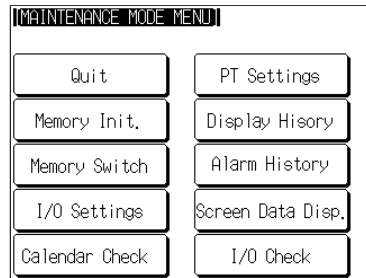 [MAINTENANCE MODE MENU]
Quit
PT Settings
Memory Init.
Display Hisory
Memory Switch
Alarm History
I/O Settings
Screen Data Disp.
Calendar Check
I/O Check